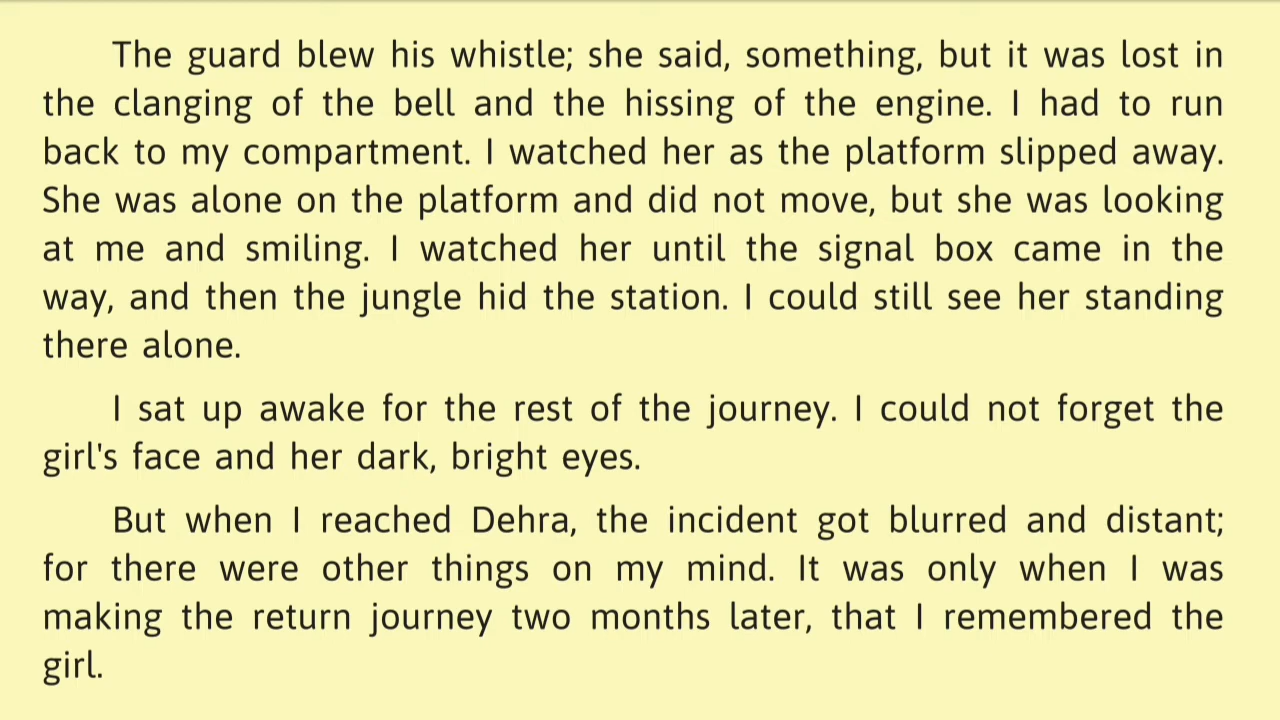 The guard blew his whistle; she said, something, but it was lost in
the clanging of the bell and the hissing of the engine. I had to run
back to my compartment. I watched her as the platform slipped away.
She was alone on the platform and did not move, but she was looking
at me and smiling. I watched her until the signal box came in the
way, and then the jungle hid the station. I could still see her standing
there alone.
I sat up awake for the rest of the journey. I could not forget the
girl's face and her dark, bright eyes.
But when I reached Dehra, the incident got blurred and distant;
for there were other things on my mind. It was only when I was
making the return journey two months later, that I remembered the
girl.